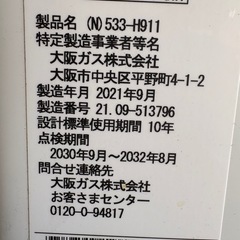 製品名 (N)533-H911
特定製造事業者等名
大阪ガス株式会社
大阪市中央区平野町4-1-2
製造年月 2021年9月
製造番号 21.09-513796
設計標準使用期間 10年
点検期間
2030年9月～2032年8月
問合せ連絡先
大阪ガス株式会社
お客さまセンター
0120-0-94817